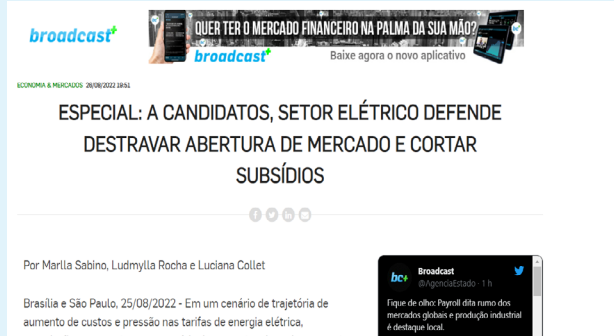 broadcast+
QUER TER O MERCADO FINANCEIRO NA PALMA DA SUA MÃO?
broadcast+ Baixe agora o novo aplicativo
ECONOMIA & MERCADOS 26/08/2022 19:51
ESPECIAL: A CANDIDATOS, SETOR ELÉTRICO DEFENDE
DESTRAVAR ABERTURA DE MERCADO E CORTAR
SUBSÍDIOS
Por Marlla Sabino, Ludmylla Rocha e Luciana Collet
Brasília e São Paulo, 25/08/2022 - Em um cenário de trajetória de
aumento de custos e pressão nas tarifas de energia elétrica,
bc+ Broadcast
@AgenciaEstado · 1 h
Fique de olho: Payroll dita rumo dos
mercados globais e produção industrial
é destaque local.